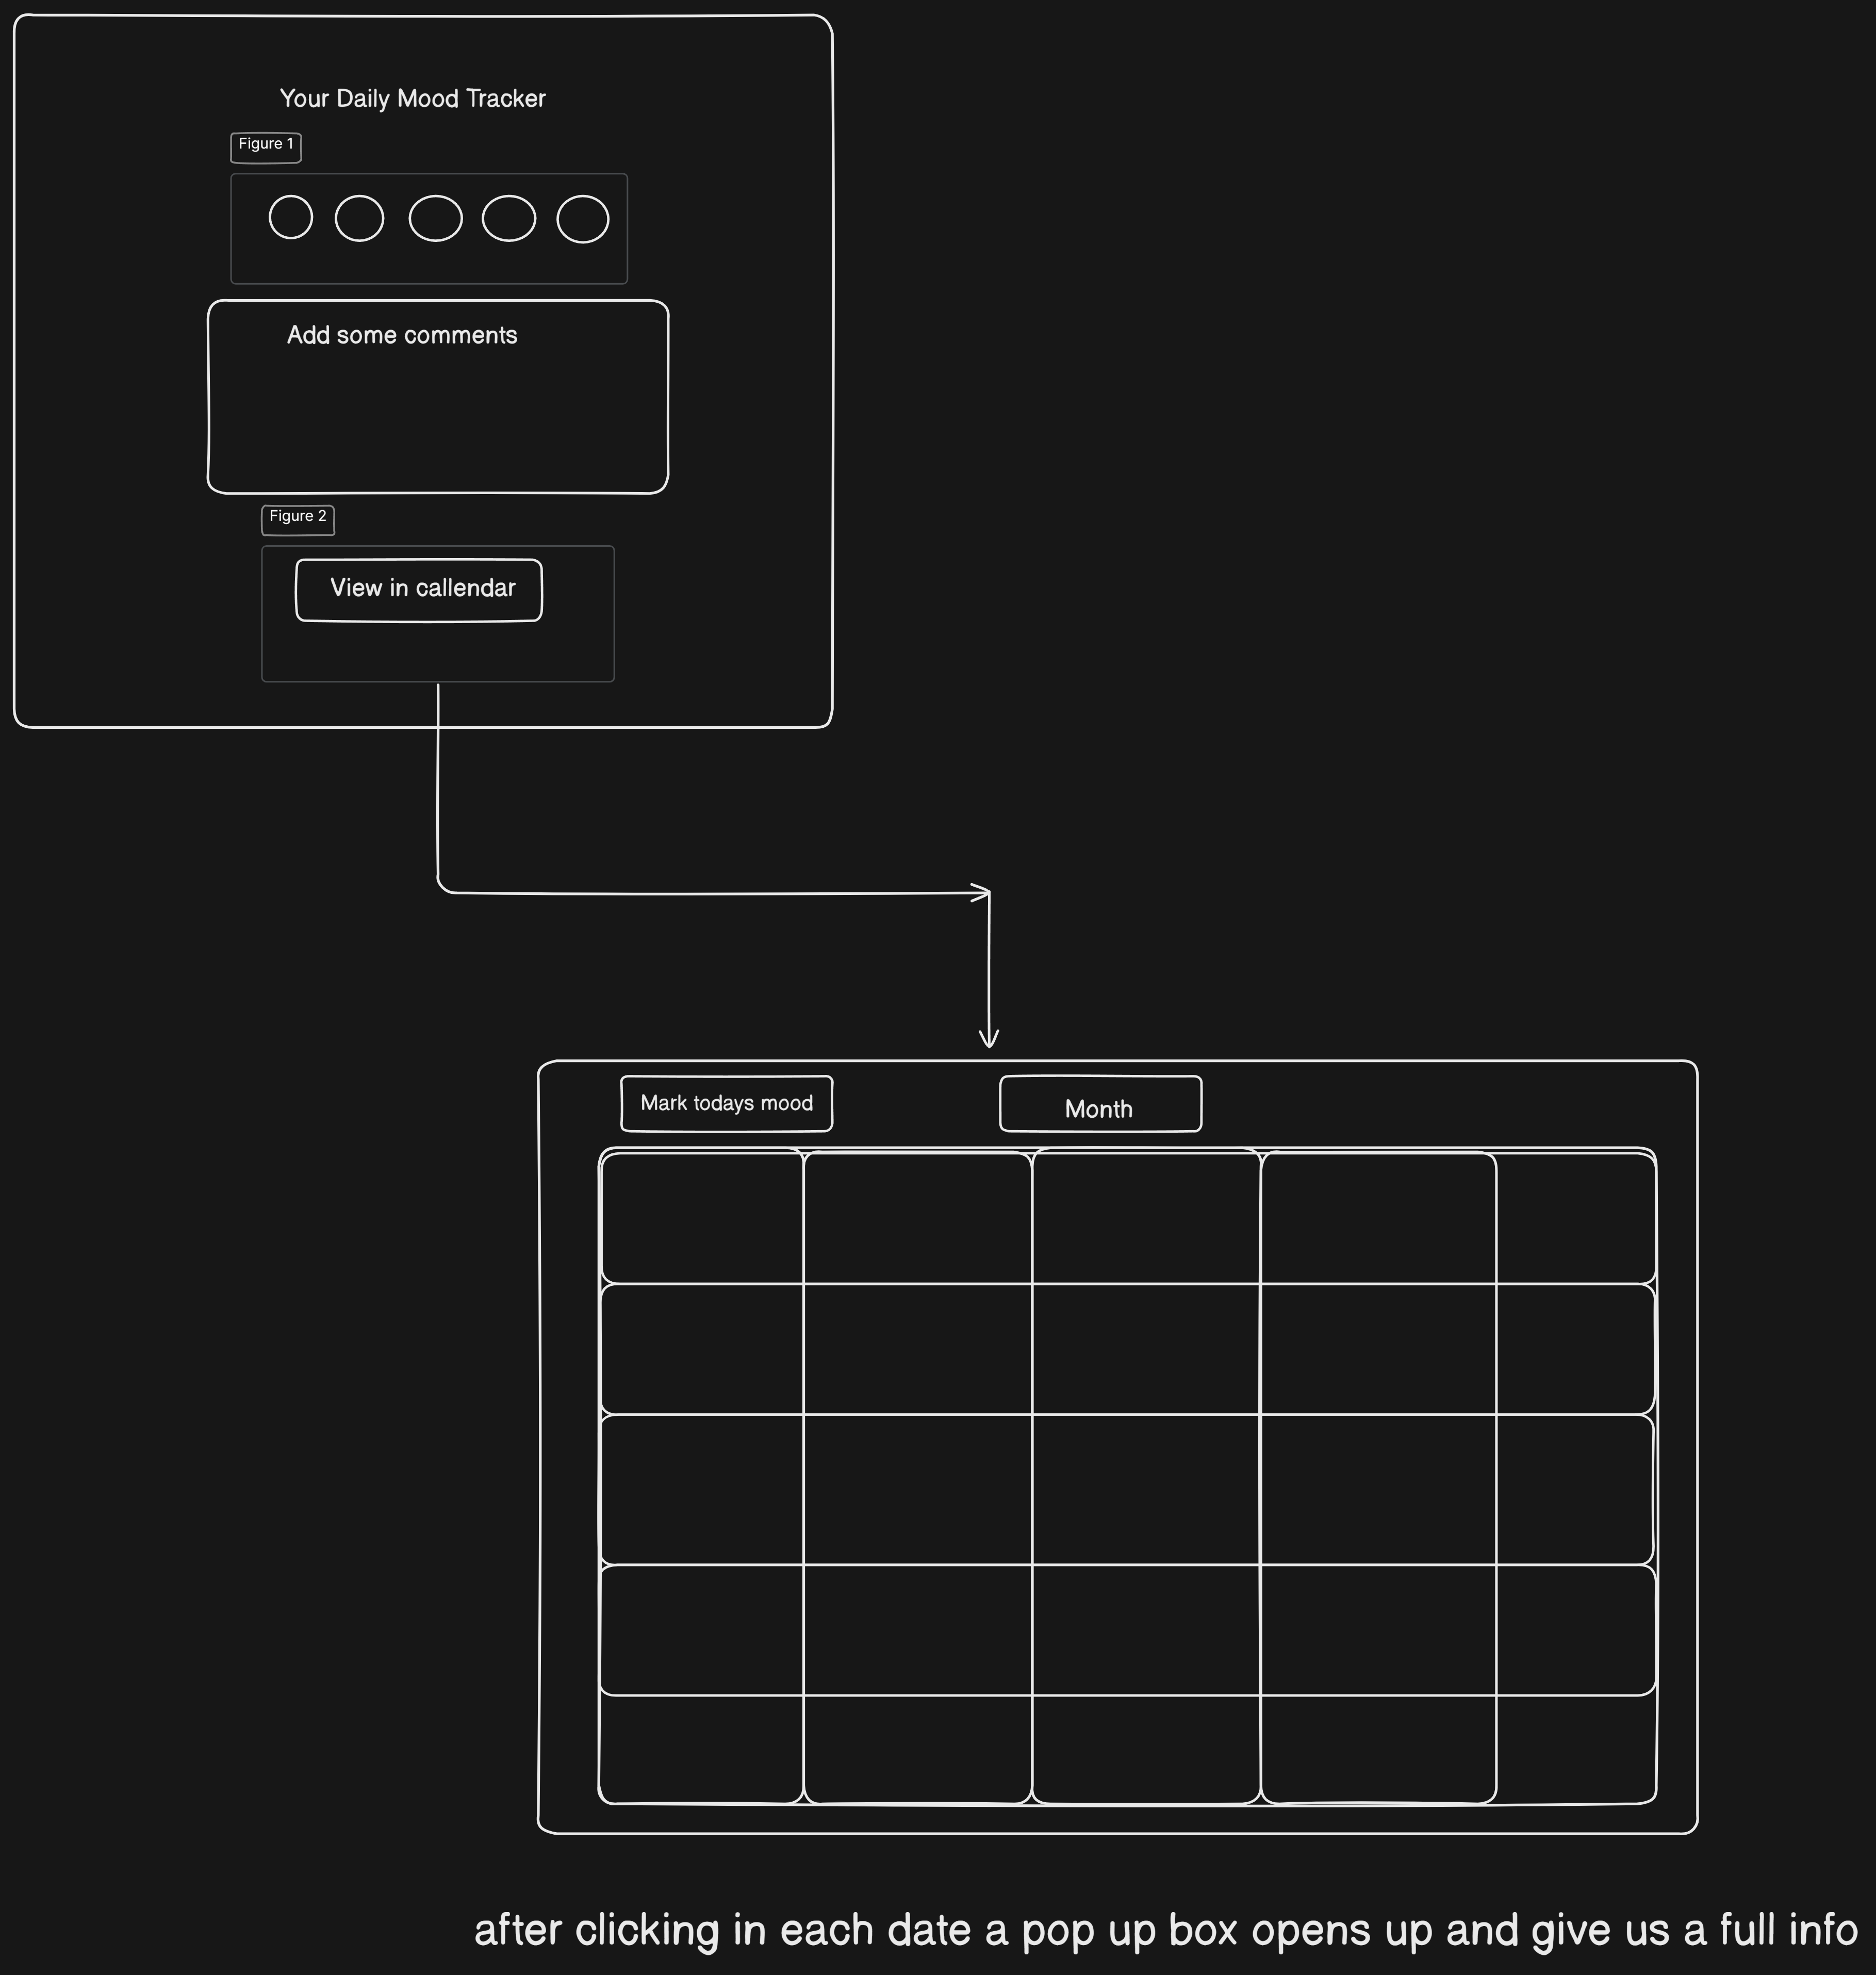 Your Daily Mood Tracker
Figure 1
Add some comments
Figure 2
View in callendar
Mark todays mood
Month
after clicking in each date a pop up box opens up and give us a full info